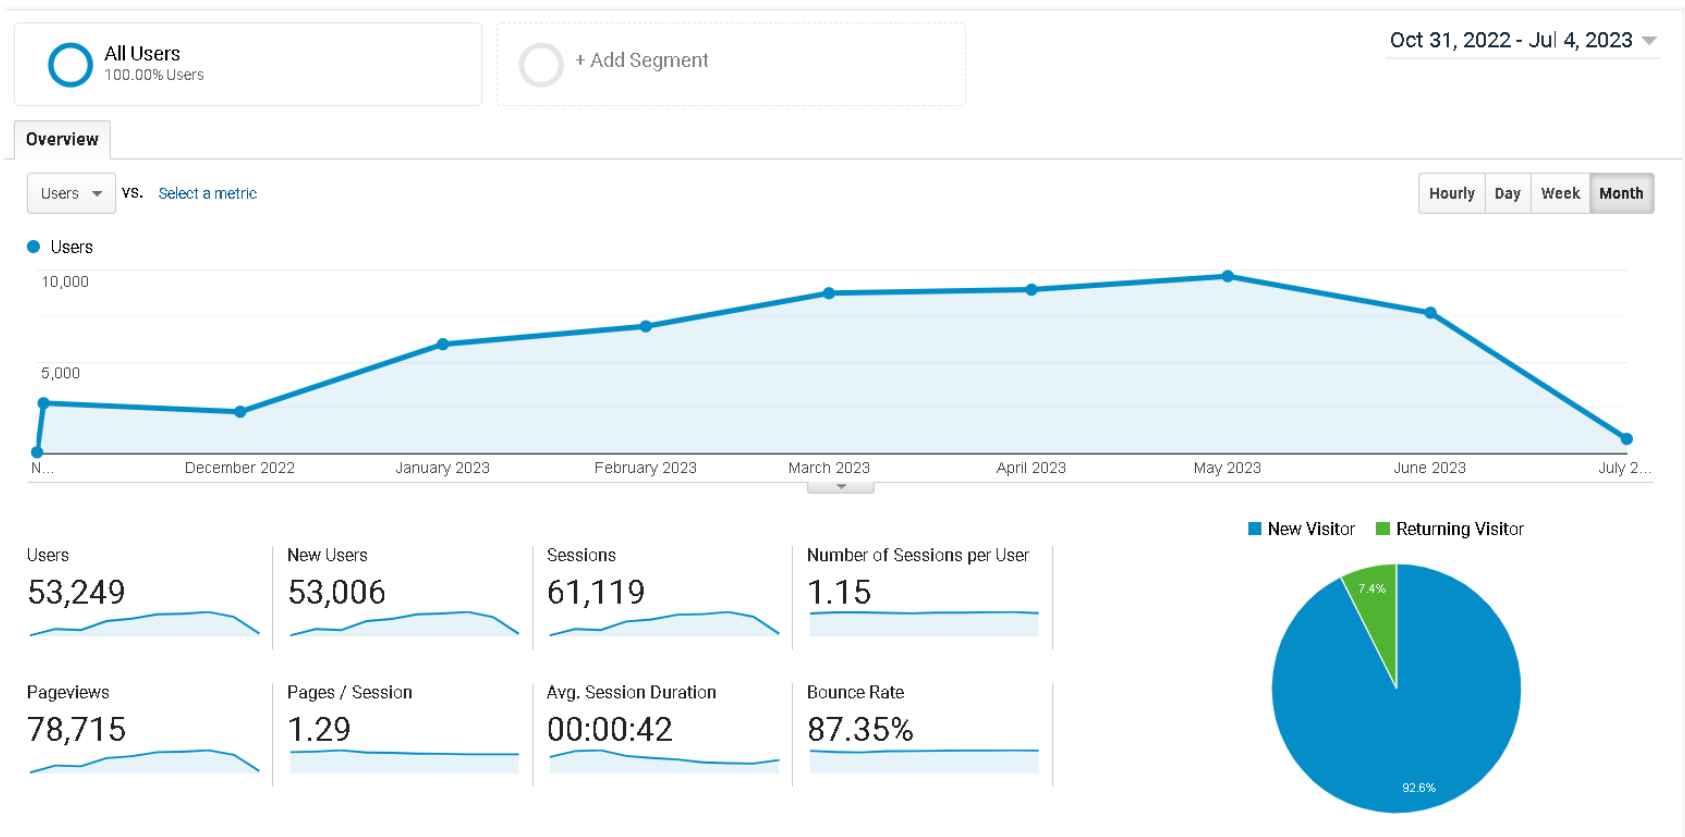 All Users
100.00% Users
+ Add Segment
Oct 31, 2022 - Jul 4, 2023
Overview
Users
VS.
Select a metric
Hourly
Day
Week
Month
Users
10,000
5,000
N...
December 2022
January 2023
February 2023
March 2023
April 2023
May 2023
June 2023
July 2...
New Visitor
Returning Visitor
Users
53,249
New Users
53,006
Sessions
61,119
Number of Sessions per User
1.15
Pageviews
78,715
Pages / Session
1.29
Avg. Session Duration
00:00:42
Bounce Rate
87.35%
7.4%
92.6%